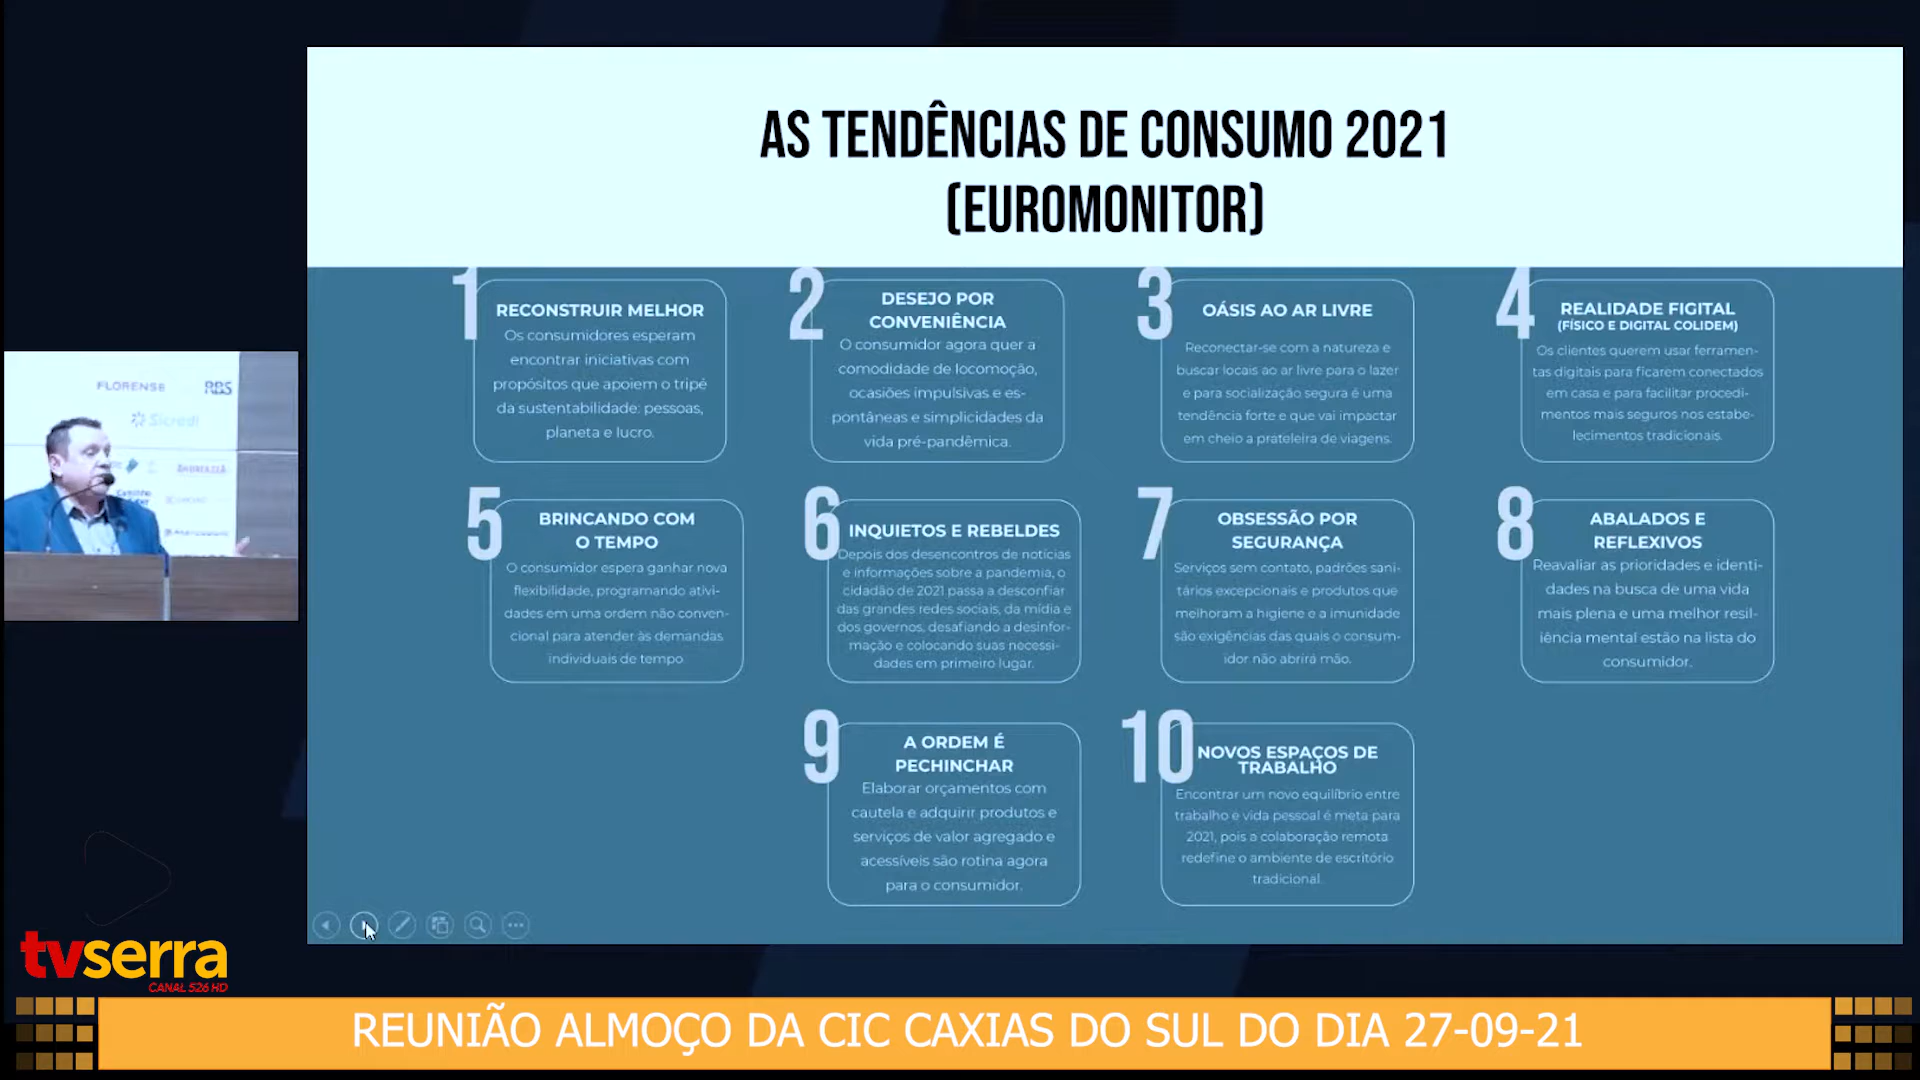 AS TENDÊNCIAS DE CONSUMO 2021
(EUROMONITOR)
1
RECONSTRUIR MELHOR
Os consumidores esperam
encontrar iniciativas com
propósitos que apoiem o tripé
da sustentabilidade: pessoas,
planeta e lucro.
2
DESEJO POR
CONVENIÊNCIA
O consumidor agora quer a
comodidade de locomoção,
ocasiões impulsivas e es-
pontâneas e simplicidades da
vida pré-pandêmica.
3
OÁSIS AO AR LIVRE
Reconectar-se com a natureza e
buscar locais ao ar livre para o lazer
e para socialização segura é uma
tendência forte e que vai impactar
em cheio a prateleira de viagens.
4
REALIDADE FIGITAL
(FÍSICO E DIGITAL COLIDEM)
Os clientes querem usar ferramen-
tas digitais para ficarem conectados
em casa e para facilitar procedi-
mentos mais seguros nos estabe-
lecimentos tradicionais.
5
BRINCANDO COM
O TEMPO
O consumidor espera ganhar nova
flexibilidade, programando ativi-
dades em uma ordem não conven-
cional para atender às demandas
individuais de tempo
6
INQUIETOS E REBELDES
Depois dos desencontros de notícias
e informações sobre a pandemia, o
cidadão de 2021 passa a desconfiar
das grandes redes sociais, da mídia e
dos governos, desafiando a desinfor-
mação e colocando suas necessi-
dades em primeiro lugar.
7
OBSESSÃO POR
SEGURANÇA
Serviços sem contato, padrões sani-
tários excepcionais e produtos que
melhoram a higiene e a imunidade
são exigências das quais o consum-
idor não abrirá mão.
8
ABALADOS E
REFLEXIVOS
Reavaliar as prioridades e identi-
dades na busca de uma vida
mais plena e uma melhor resil-
iência mental estão na lista do
consumidor.
9
A ORDEM É
PECHINCHAR
Elaborar orçamentos com
cautela e adquirir produtos e
serviços de valor agregado e
acessíveis são rotina agora
para o consumidor.
10
NOVOS ESPAÇOS DE
TRABALHO
Encontrar um novo equilíbrio entre
trabalho e vida pessoal é meta para
2021, pois a colaboração remota
redefine o ambiente de escritório
tradicional.
FLORENSE
RBS
Sicredi
tvserra
CANAL 526 HD
REUNIÃO ALMOÇO DA CIC CAXIAS DO SUL DO DIA 27-09-21